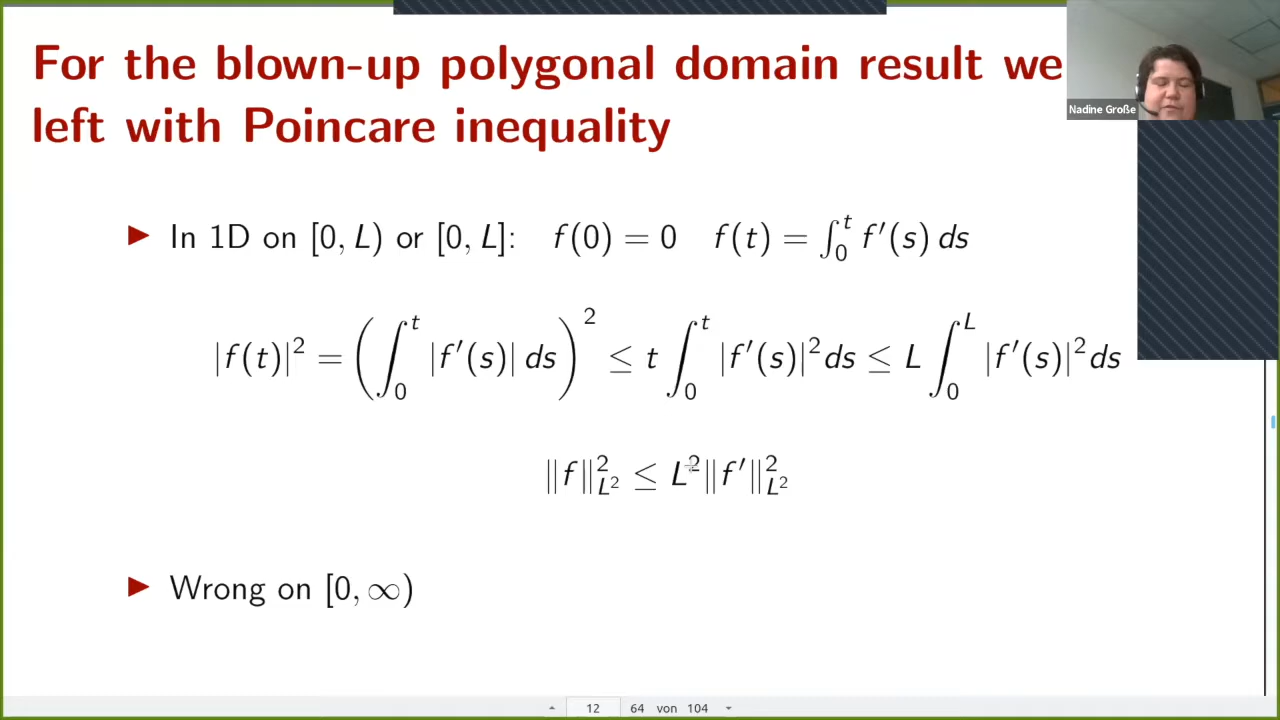 For the blown-up polygonal domain result we
left with Poincare inequality
Nadine Große
▶ In 1D on [0, L) or [0, L]: f(0) = 0 f(t) = ∫₀ᵗ f′(s) ds
|f(t)|² = (∫₀ᵗ |f′(s)| ds)² ≤ t ∫₀ᵗ |f′(s)|² ds ≤ L ∫₀ᴸ |f′(s)|² ds
‖f‖²_{L²} ≤ L² ‖f′‖²_{L²}
▶ Wrong on [0, ∞)
12 64 von 104